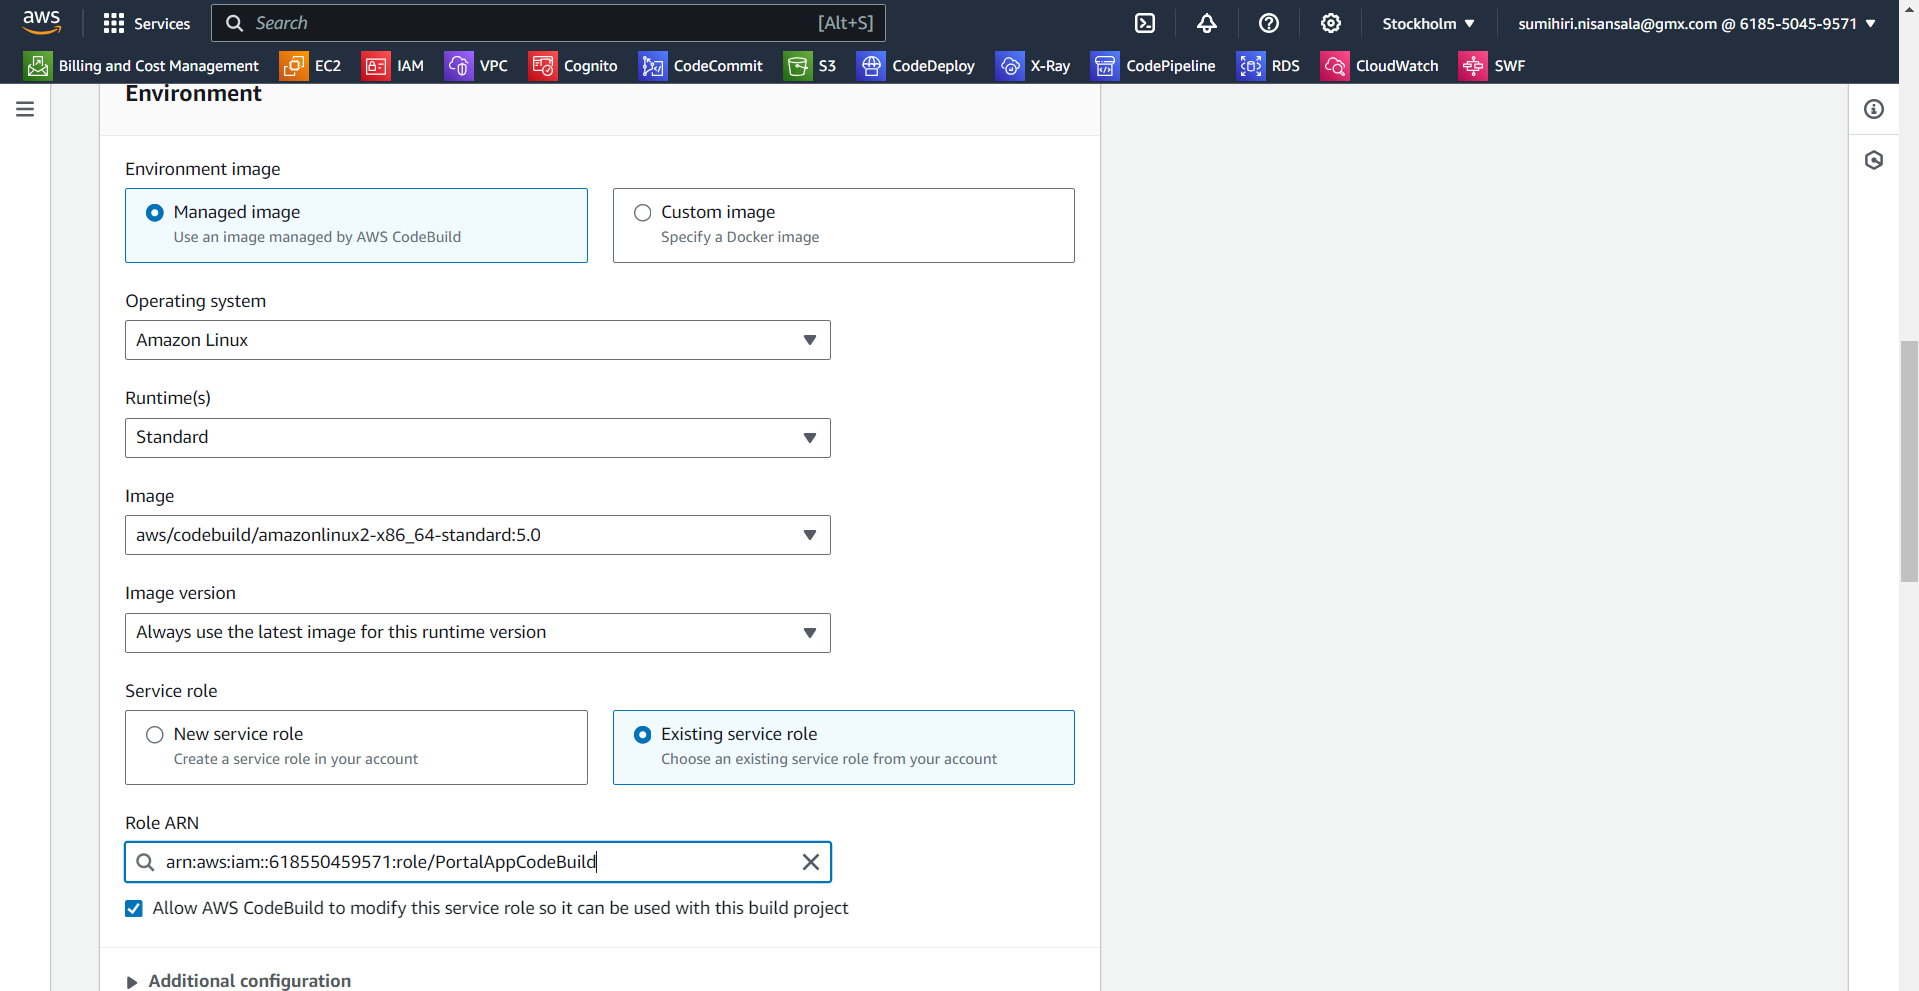 aws
Services
Search [Alt+S]
Stockholm
sumihiri.nisansala@gmx.com @ 6185-5045-9571
Billing and Cost Management EC2 IAM VPC Cognito CodeCommit S3 CodeDeploy X-Ray CodePipeline RDS CloudWatch SWF
Environment
Environment image
Managed image
Use an image managed by AWS CodeBuild
Custom image
Specify a Docker image
Operating system
Amazon Linux
Runtime(s)
Standard
Image
aws/codebuild/amazonlinux2-x86_64-standard:5.0
Image version
Always use the latest image for this runtime version
Service role
New service role
Create a service role in your account
Existing service role
Choose an existing service role from your account
Role ARN
arn:aws:iam::618550459571:role/PortalAppCodeBuild
Allow AWS CodeBuild to modify this service role so it can be used with this build project
Additional configuration